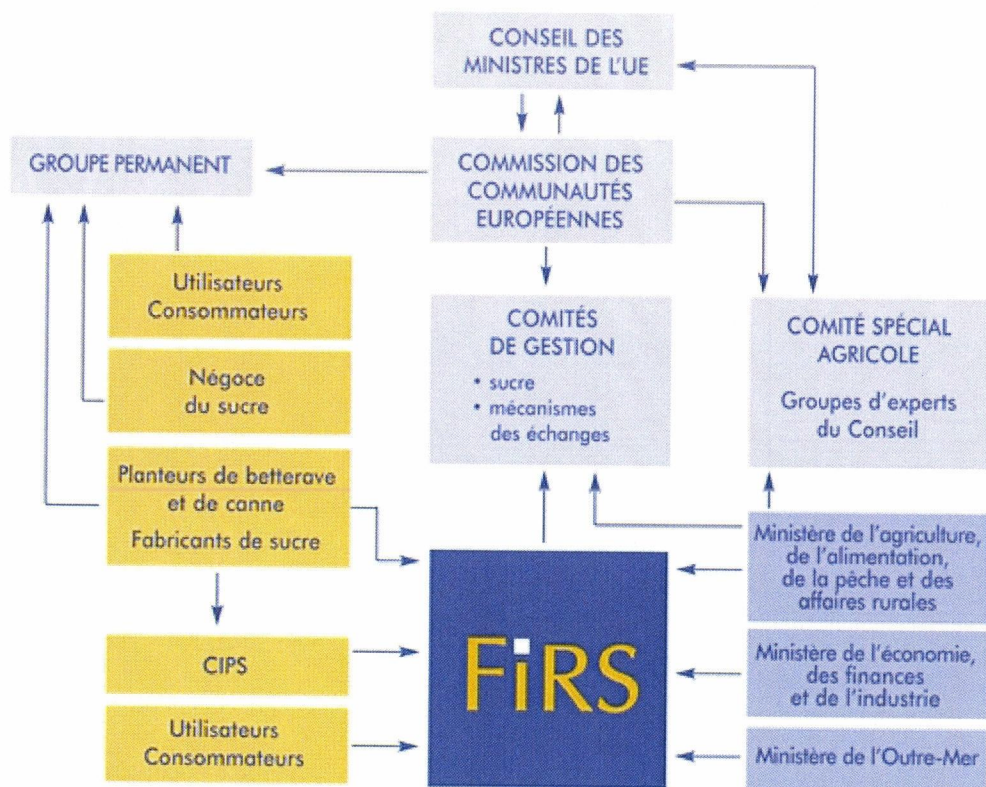 CONSEIL DES
MINISTRES DE L'UE
GROUPE PERMANENT
COMMISSION DES
COMMUNAUTÉS
EUROPÉENNES
Utilisateurs
Consommateurs
Négoce
du sucre
Planteurs de betterave
et de canne
Fabricants de sucre
CIPS
Utilisateurs
Consommateurs
COMITÉS
DE GESTION
• sucre
• mécanismes
des échanges
COMITÉ SPÉCIAL
AGRICOLE
Groupes d'experts
du Conseil
FiRS
Ministère de l'agriculture,
de l'alimentation,
de la pêche et des
affaires rurales
Ministère de l'économie,
des finances
et de l'industrie
Ministère de l'Outre-Mer